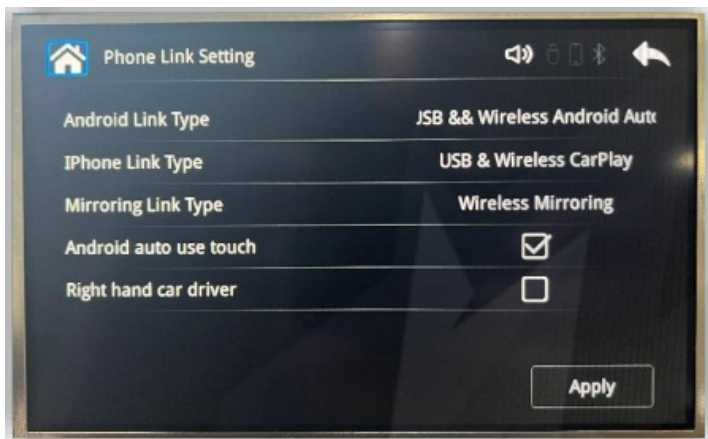 Phone Link Setting
Android Link Type JSB && Wireless Android Auto
IPhone Link Type USB & Wireless CarPlay
Mirroring Link Type Wireless Mirroring
Android auto use touch
Right hand car driver
Apply